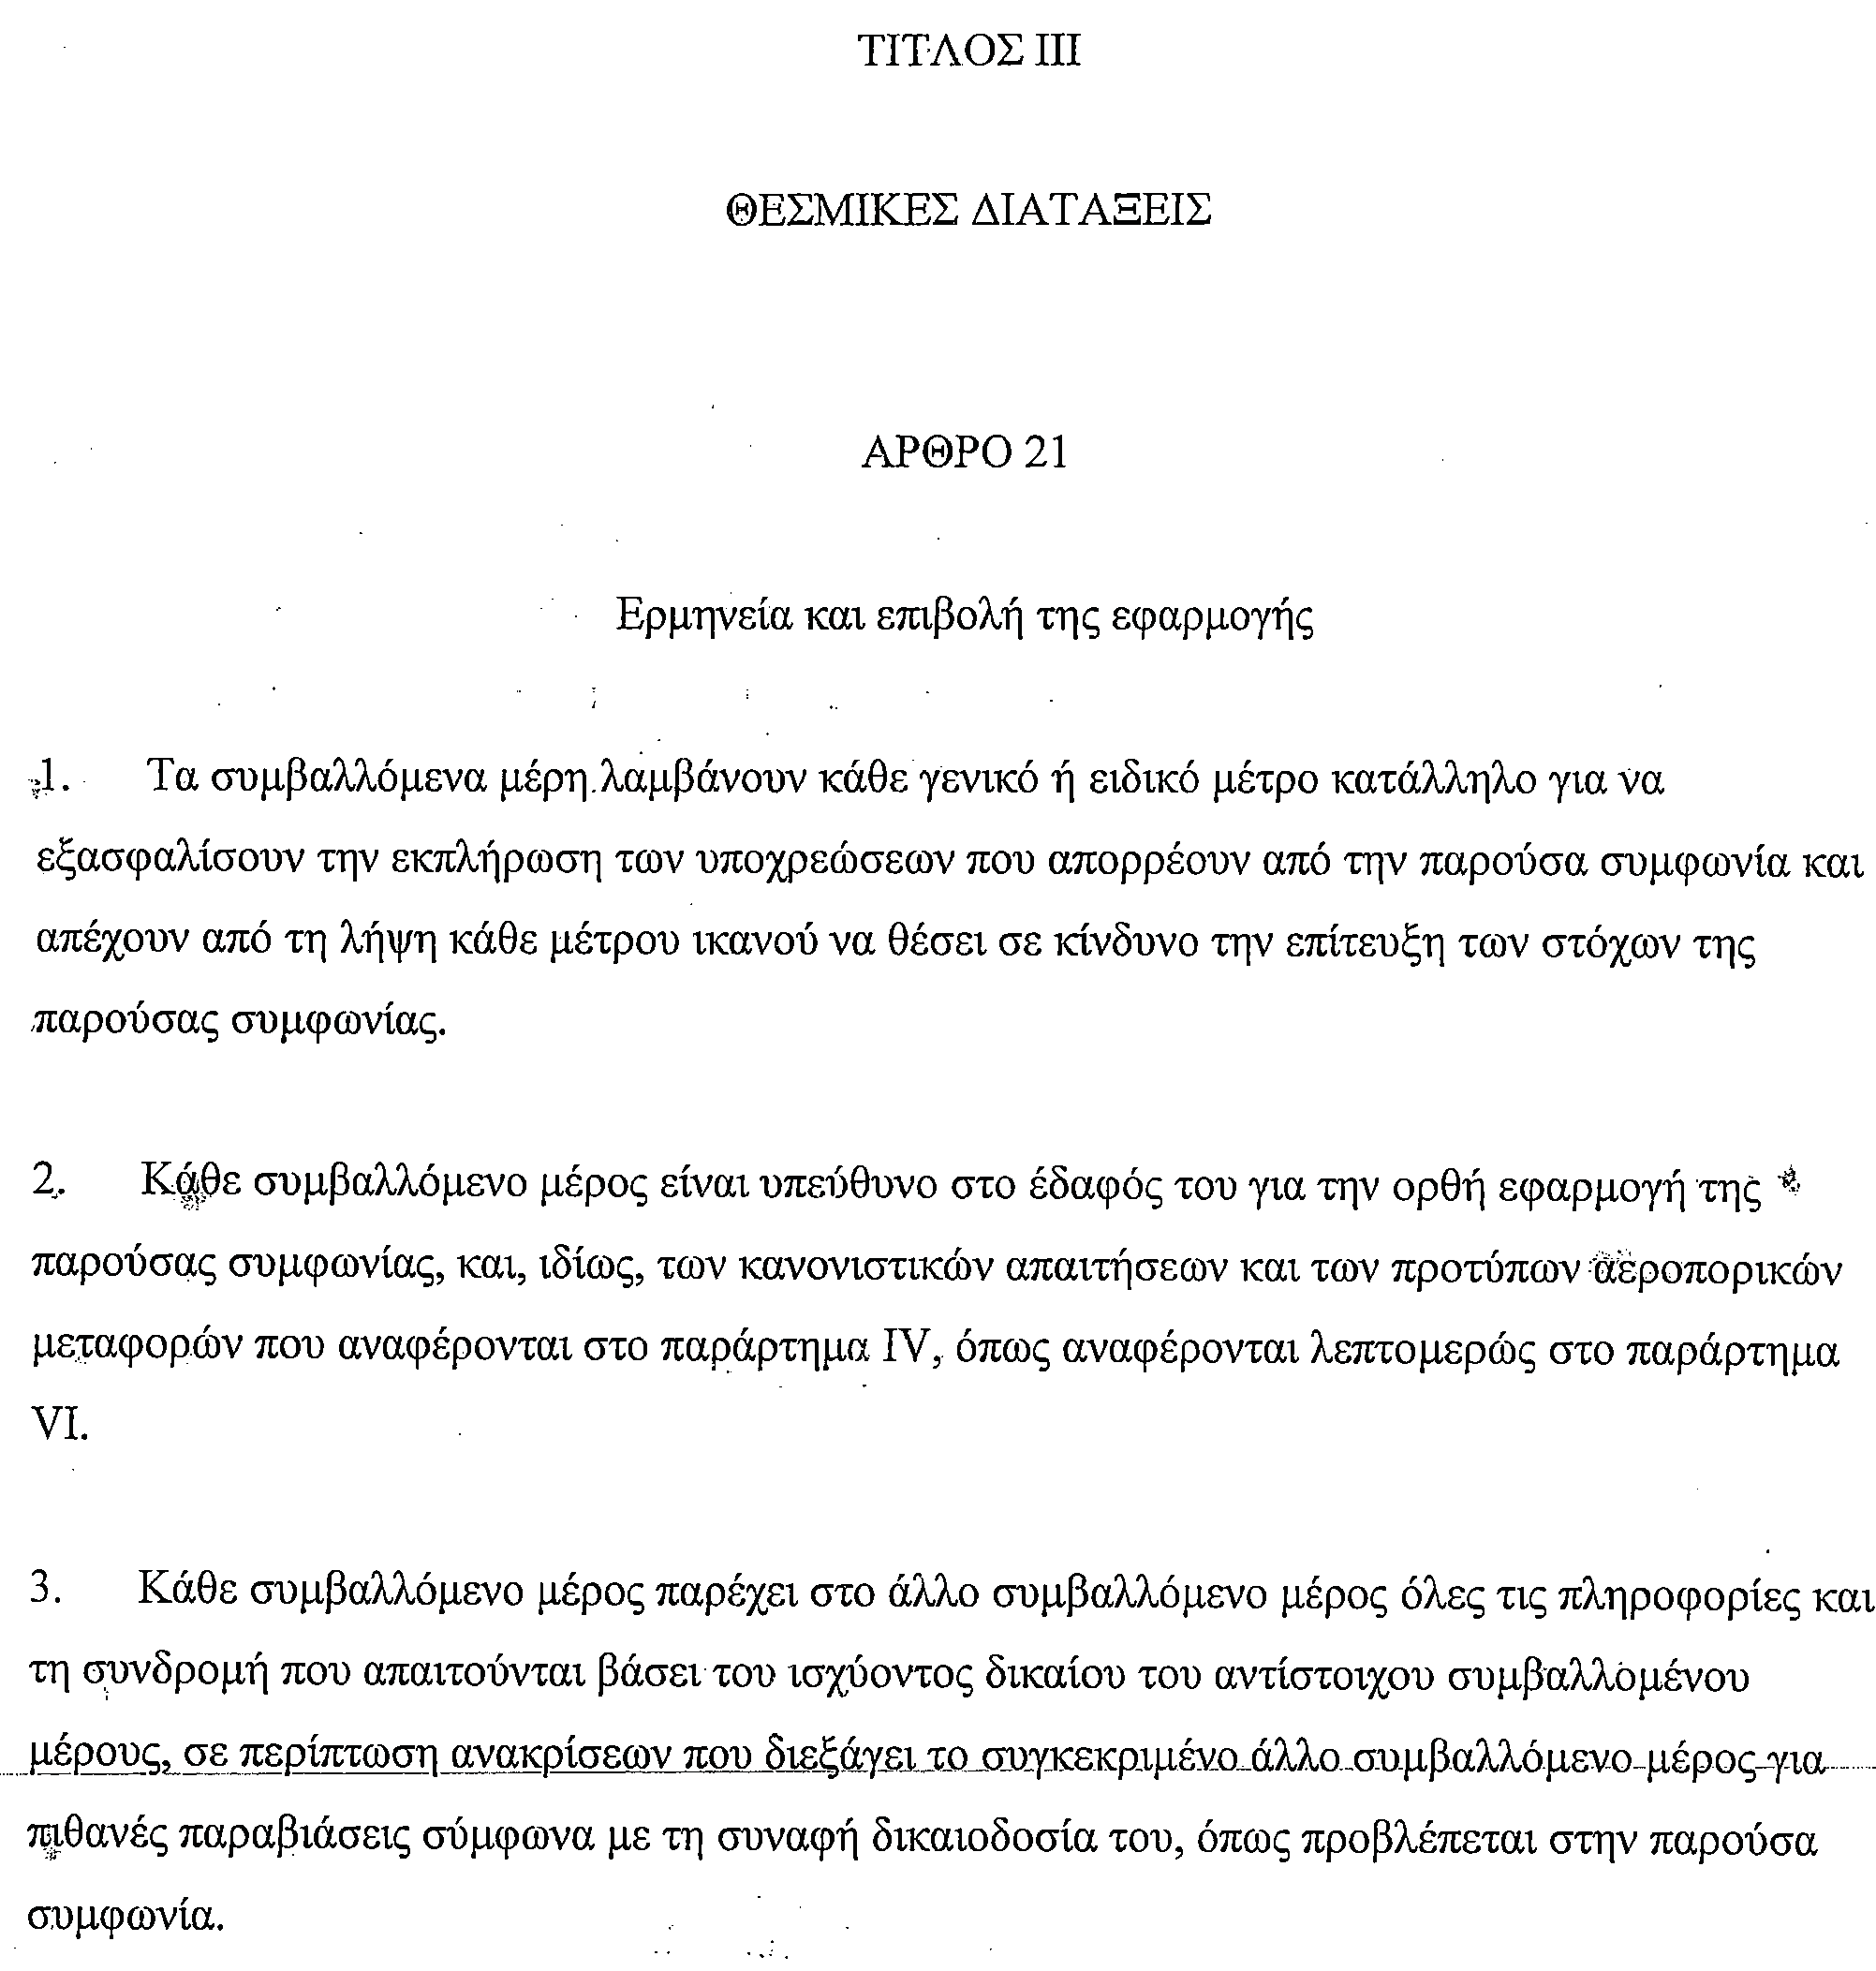 ΤΙΤΛΟΣ ΙΙΙ
ΘΕΣΜΙΚΕΣ ΔΙΑΤΑΞΕΙΣ
ΑΡΘΡΟ 21
Ερμηνεία και επιβολή της εφαρμογής
1. Τα συμβαλλόμενα μέρη λαμβάνουν κάθε γενικό ή ειδικό μέτρο κατάλληλο για να
εξασφαλίσουν την εκπλήρωση των υποχρεώσεων που απορρέουν από την παρούσα συμφωνία και
απέχουν από τη λήψη κάθε μέτρου ικανού να θέσει σε κίνδυνο την επίτευξη των στόχων της
παρούσας συμφωνίας.
2. Κάθε συμβαλλόμενο μέρος είναι υπεύθυνο στο έδαφός του για την ορθή εφαρμογή της
παρούσας συμφωνίας, και, ιδίως, των κανονιστικών απαιτήσεων και των προτύπων αεροπορικών
μεταφορών που αναφέρονται στο παράρτημα IV, όπως αναφέρονται λεπτομερώς στο παράρτημα
VI.
3. Κάθε συμβαλλόμενο μέρος παρέχει στο άλλο συμβαλλόμενο μέρος όλες τις πληροφορίες και
τη συνδρομή που απαιτούνται βάσει του ισχύοντος δικαίου του αντίστοιχου συμβαλλομένου
μέρους, σε περίπτωση ανακρίσεων που διεξάγει το συγκεκριμένο άλλο συμβαλλόμενο μέρος για
πιθανές παραβιάσεις σύμφωνα με τη συναφή δικαιοδοσία του, όπως προβλέπεται στην παρούσα
συμφωνία.